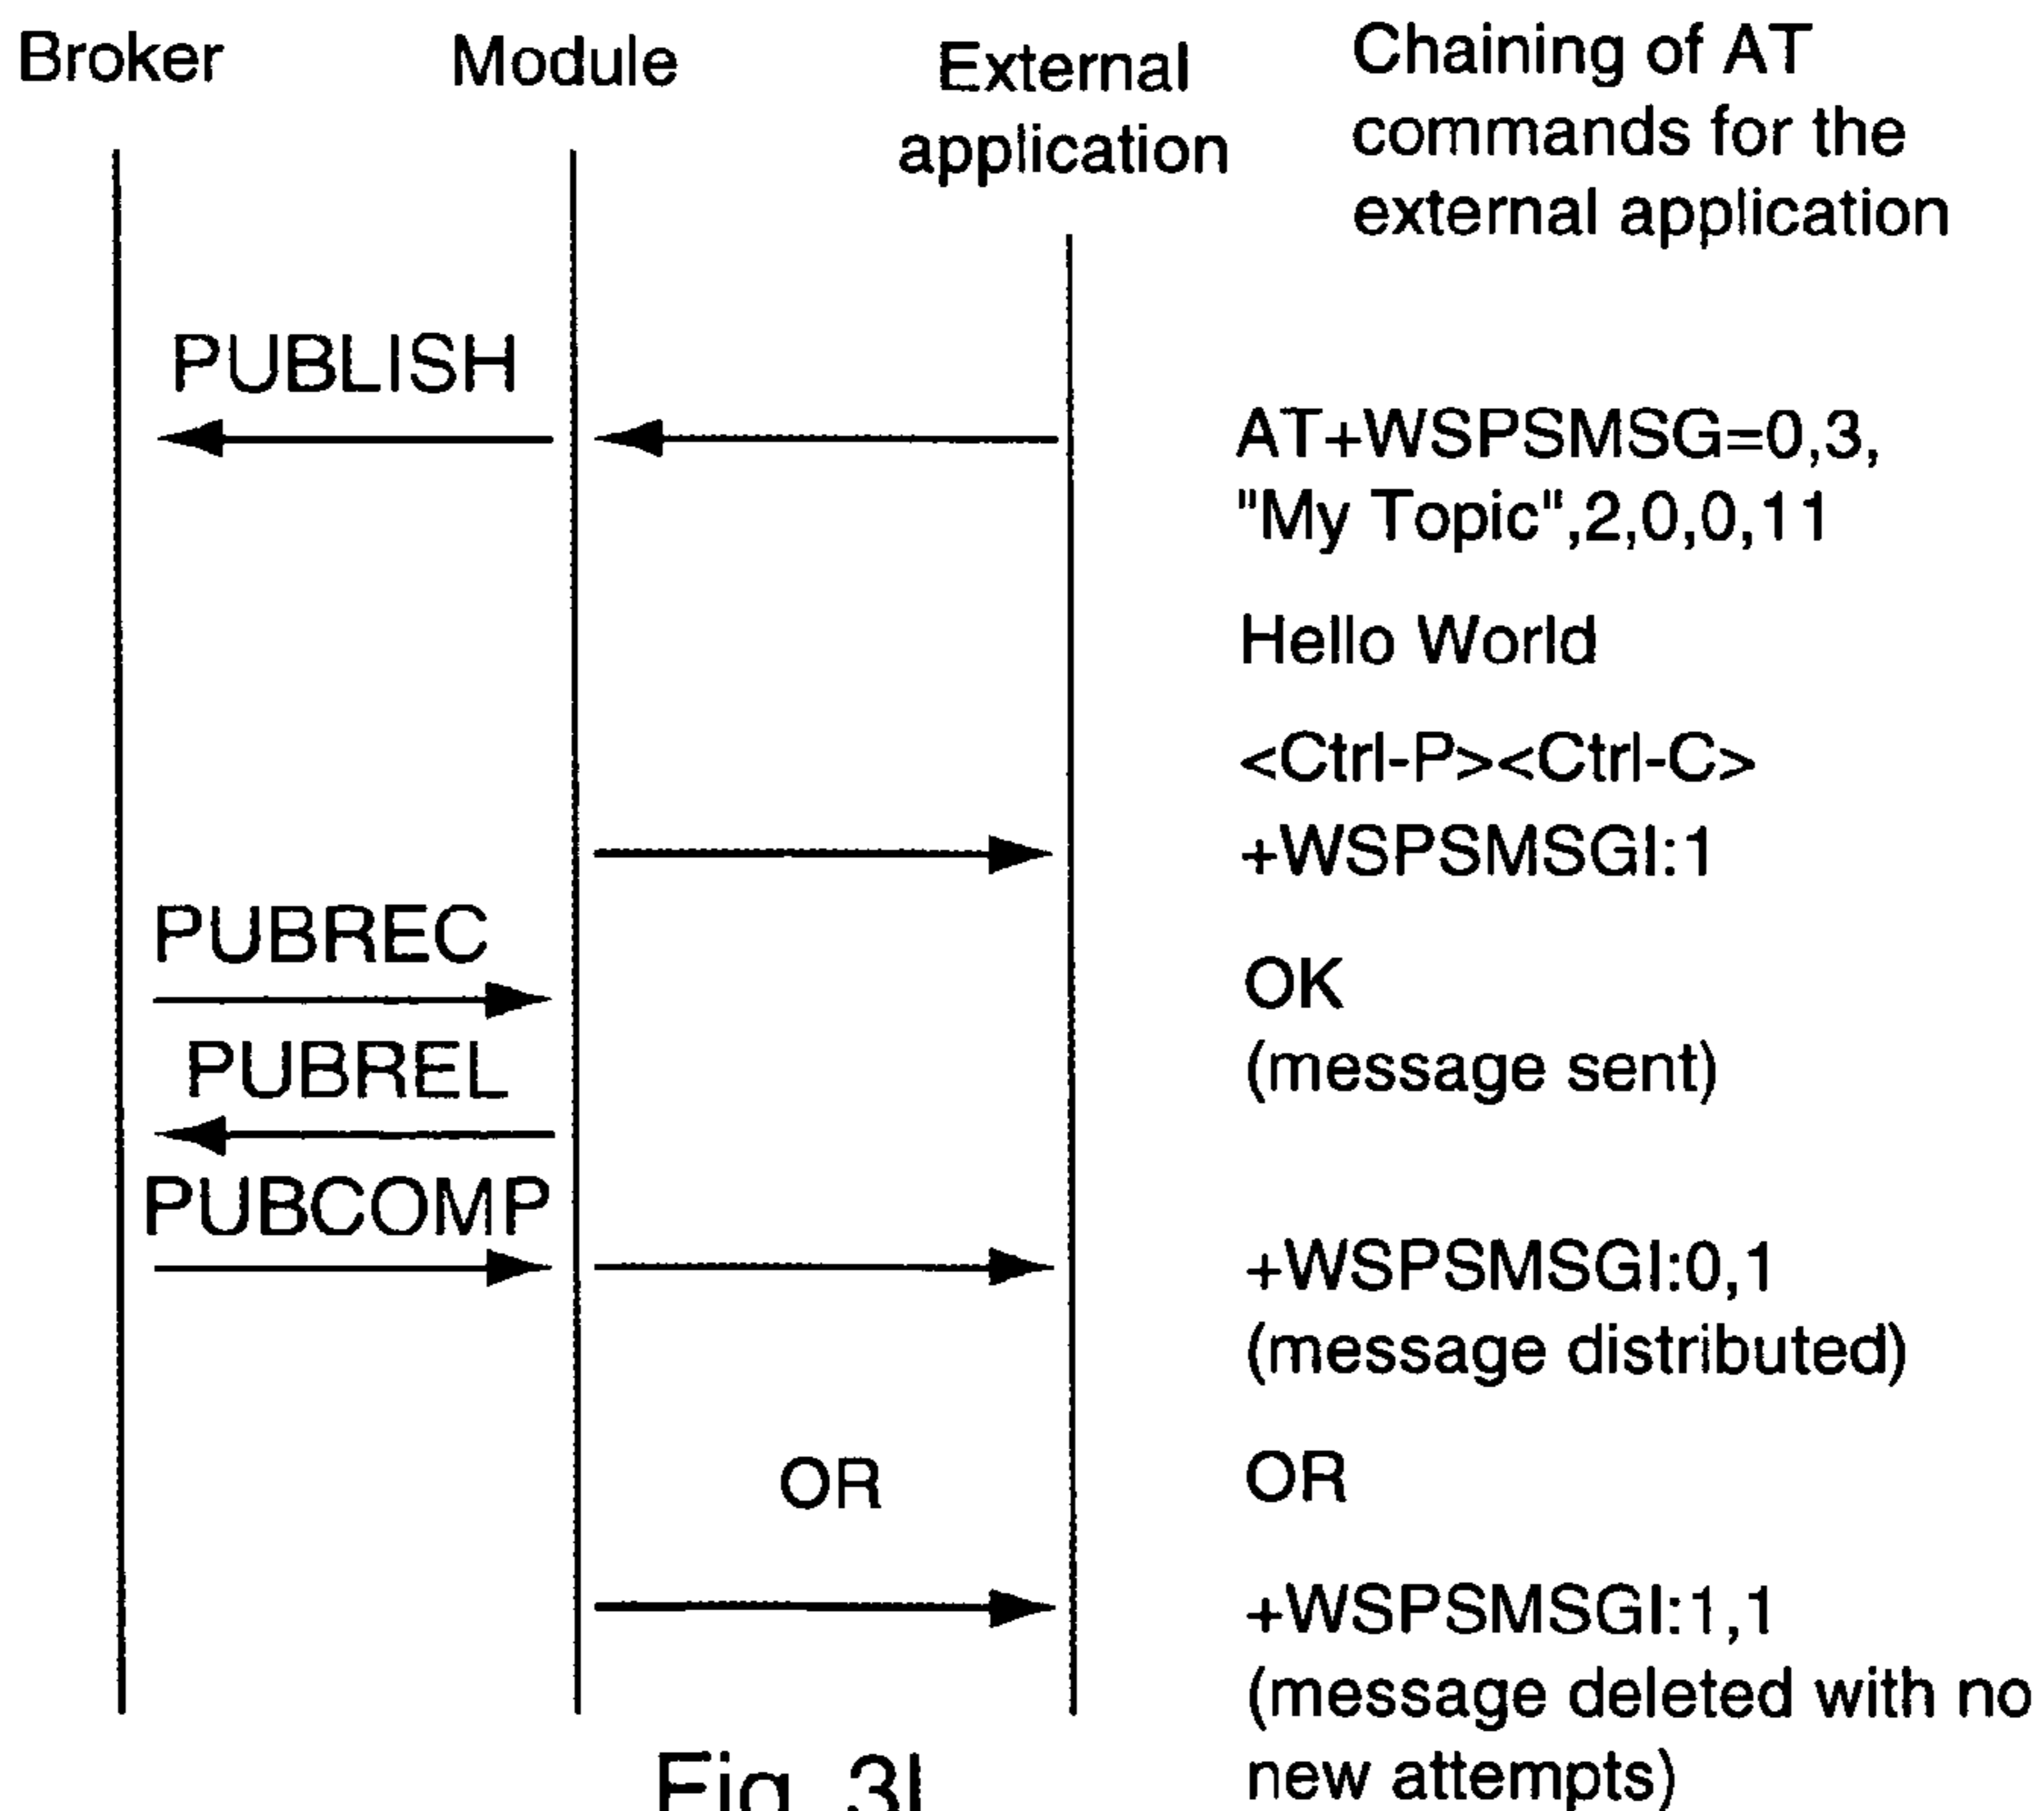 Broker
Module
External
application
Chaining of AT
commands for the
external application
PUBLISH
AT+WSPSMSG=0,3,
"My Topic",2,0,0,11
Hello World
<Ctrl-P><Ctrl-C>
+WSPSMSGI:1
PUBREC
OK
(message sent)
PUBREL
PUBCOMP
+WSPSMSGI:0,1
(message distributed)
OR
OR
+WSPSMSGI:1,1
(message deleted with no
new attempts)
Fig. 3I